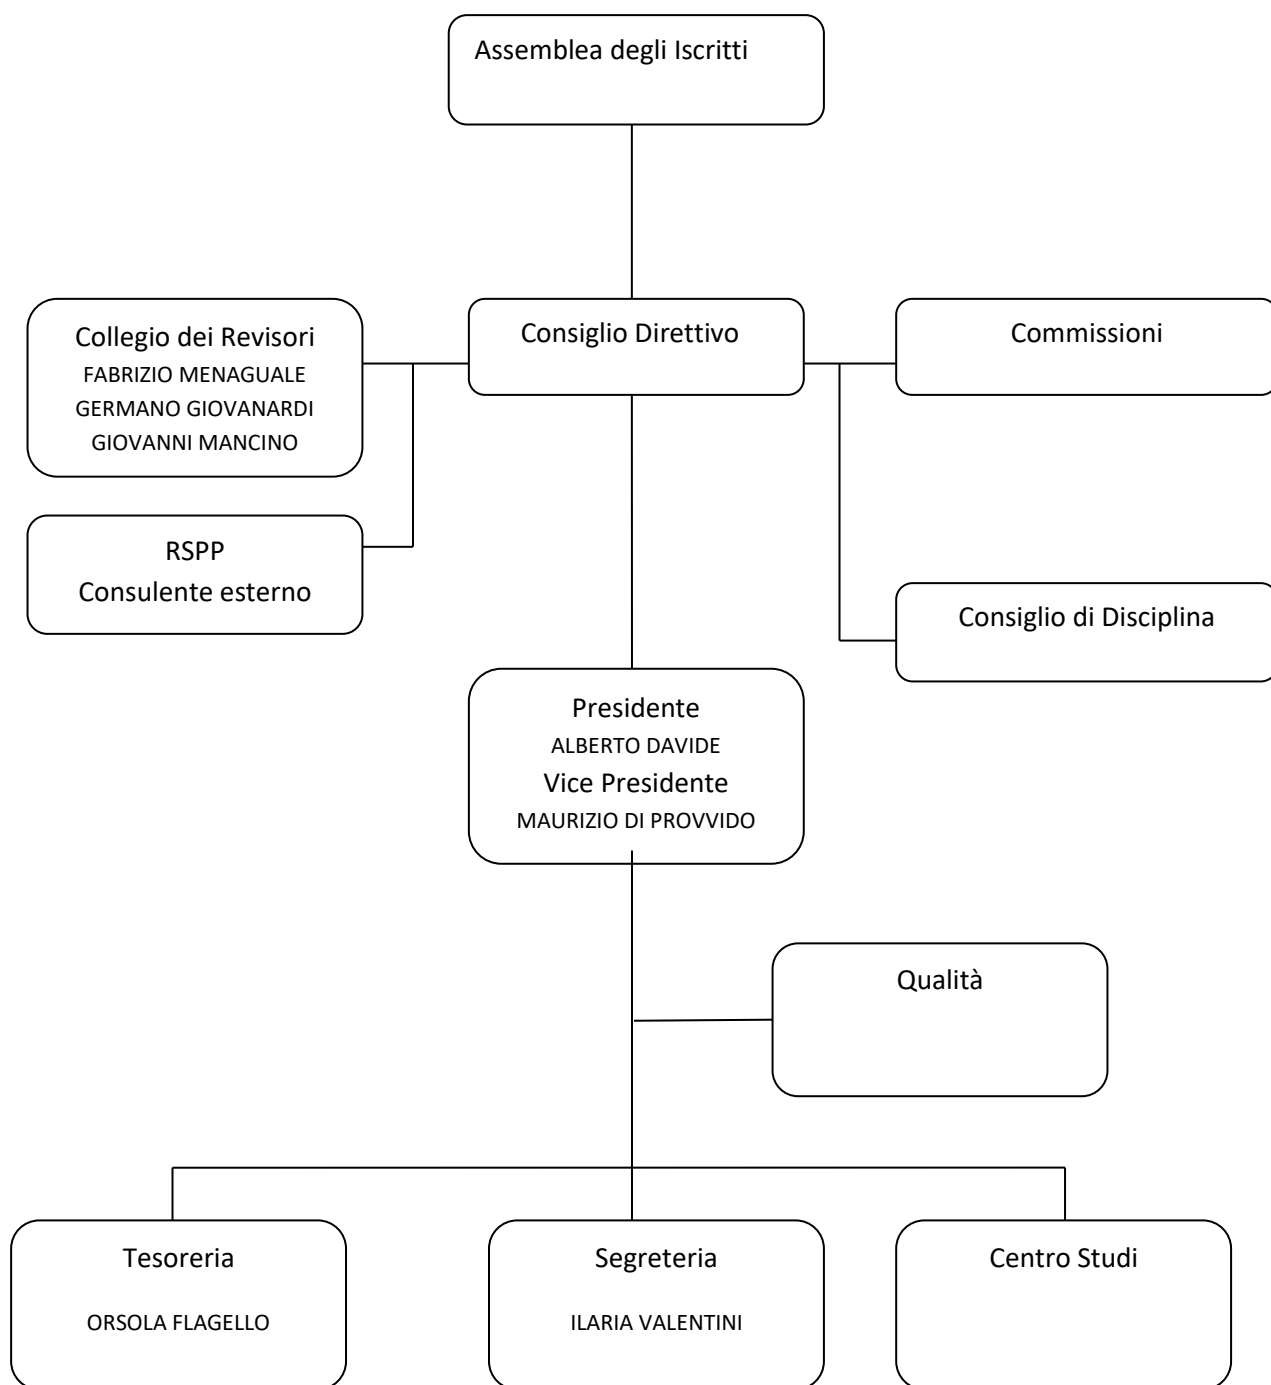 Assemblea degli Iscritti
Collegio dei Revisori
FABRIZIO MENAGUALE
GERMANO GIOVANARDI
GIOVANNI MANCINO
Consiglio Direttivo
Commissioni
RSPP
Consulente esterno
Consiglio di Disciplina
Presidente
ALBERTO DAVIDE
Vice Presidente
MAURIZIO DI PROVVIDO
Qualità
Tesoreria
ORSOLA FLAGELLO
Segreteria
ILARIA VALENTINI
Centro Studi